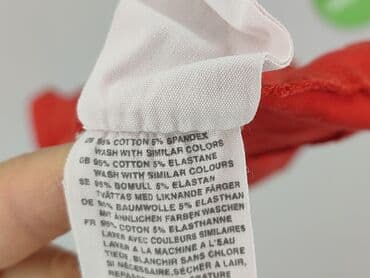 US 95% COTTON 5% SPANDEX
WASH WITH SIMILAR COLORS
GB 95% COTTON 5% ELASTANE
WASH WITH SIMILAR COLOURS
SE 95% BOMULL 5% ELASTAN
TVÄTTAS MED LIKNANDE FÄRGER
DE 95% BAUMWOLLE 5% ELASTHAN
MIT ÄHNLICHEN FARBEN WASCHEN
FR 95% COTON 5% ELASTHANNE
LAVER AVEC COULEURS SIMILAIRES
LAVER A LA MACHINE A L'EAU
TIEDE, BLANCHIR SANS CHLORE
SI NÉCESSAIRE, SÉCHER A L'AIR,